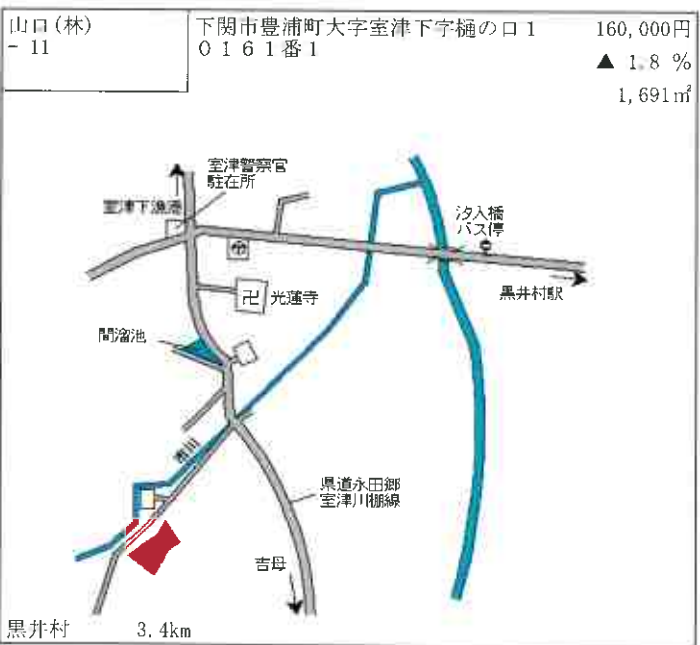 山口(林)
- 11
下関市豊浦町大字室津下字樋の口1
0161番1
160,000円
▲ 1.8 %
1,691㎡
室津警察官
駐在所
室津下漁港
汐入橋
バス停
黒井村駅
卍 光蓮寺
間溜池
市川
県道永田郷
室津川棚線
吉母
黒井村 3.4km